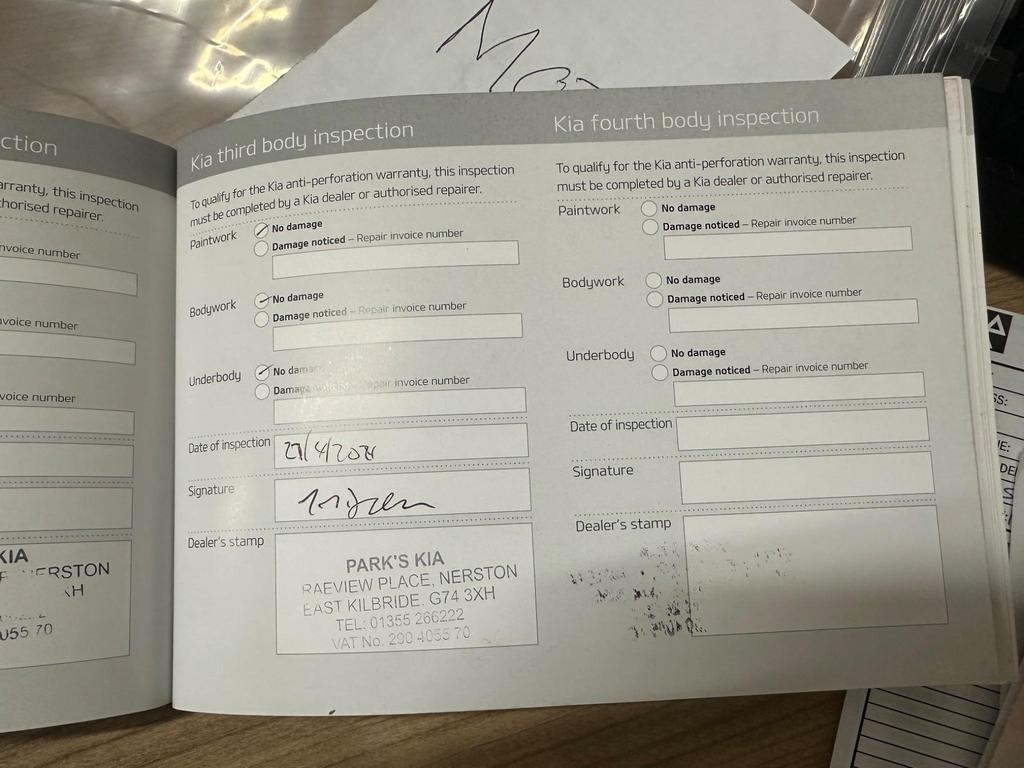 ction
arranty, this inspection
horised repairer.
nvoice number
nvoice number
voice number
KIA
ERSTON
XH
055 70
Kia third body inspection
To qualify for the Kia anti-perforation warranty, this inspection
must be completed by a Kia dealer or authorised repairer.
Paintwork
No damage
Damage noticed – Repair invoice number
Bodywork
No damage
Damage noticed – Repair invoice number
Underbody
No damage
Damage noticed – Repair invoice number
Date of inspection
Signature
Dealer's stamp
PARK'S KIA
RAEVIEW PLACE, NERSTON
EAST KILBRIDE. G74 3XH
TEL: 01355 266222
VAT No. 290 4055 70
Kia fourth body inspection
To qualify for the Kia anti-perforation warranty, this inspection
must be completed by a Kia dealer or authorised repairer.
Paintwork
No damage
Damage noticed – Repair invoice number
Bodywork
No damage
Damage noticed – Repair invoice number
Underbody
No damage
Damage noticed – Repair invoice number
Date of inspection
Signature
Dealer's stamp